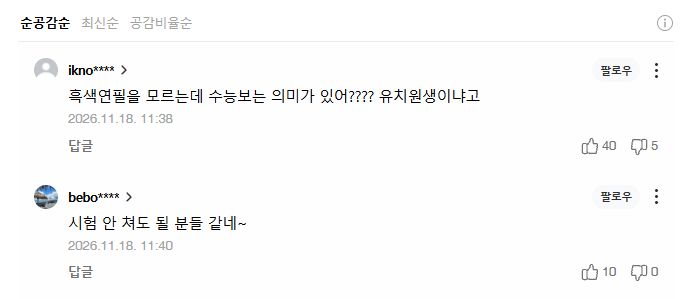 순공감순 최신순 공감비율순
ikno****
팔로우
흑색연필을 모르는데 수능보는 의미가 있어???? 유치원생이냐고
2026.11.18. 11:38
답글 40 5
bebo****
팔로우
시험 안 쳐도 될 분들 같네~
2026.11.18. 11:40
답글 10 0